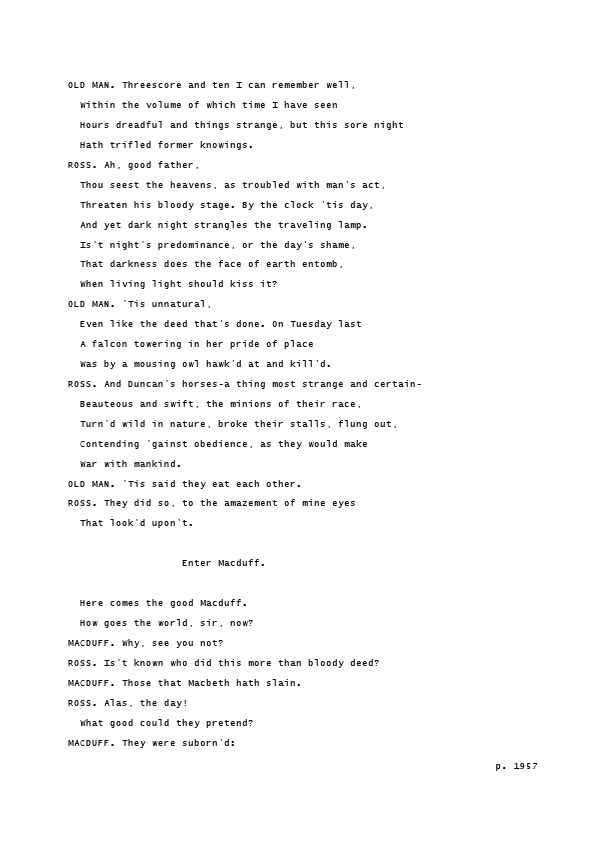 OLD MAN. Threescore and ten I can remember well,
Within the volume of which time I have seen
Hours dreadful and things strange, but this sore night
Hath trifled former knowings.
ROSS. Ah, good father,
Thou seest the heavens, as troubled with man's act,
Threaten his bloody stage. By the clock 'tis day,
And yet dark night strangles the traveling lamp.
Is't night's predominance, or the day's shame,
That darkness does the face of earth entomb,
When living light should kiss it?
OLD MAN. 'Tis unnatural,
Even like the deed that's done. On Tuesday last
A falcon towering in her pride of place
Was by a mousing owl hawk'd at and kill'd.
ROSS. And Duncan's horses-a thing most strange and certain-
Beauteous and swift, the minions of their race,
Turn'd wild in nature, broke their stalls, flung out,
Contending 'gainst obedience, as they would make
War with mankind.
OLD MAN. 'Tis said they eat each other.
ROSS. They did so, to the amazement of mine eyes
That look'd upon't.
Enter Macduff.
Here comes the good Macduff.
How goes the world, sir, now?
MACDUFF. Why, see you not?
ROSS. Is't known who did this more than bloody deed?
MACDUFF. Those that Macbeth hath slain.
ROSS. Alas, the day!
What good could they pretend?
MACDUFF. They were suborn'd:
p. 1957